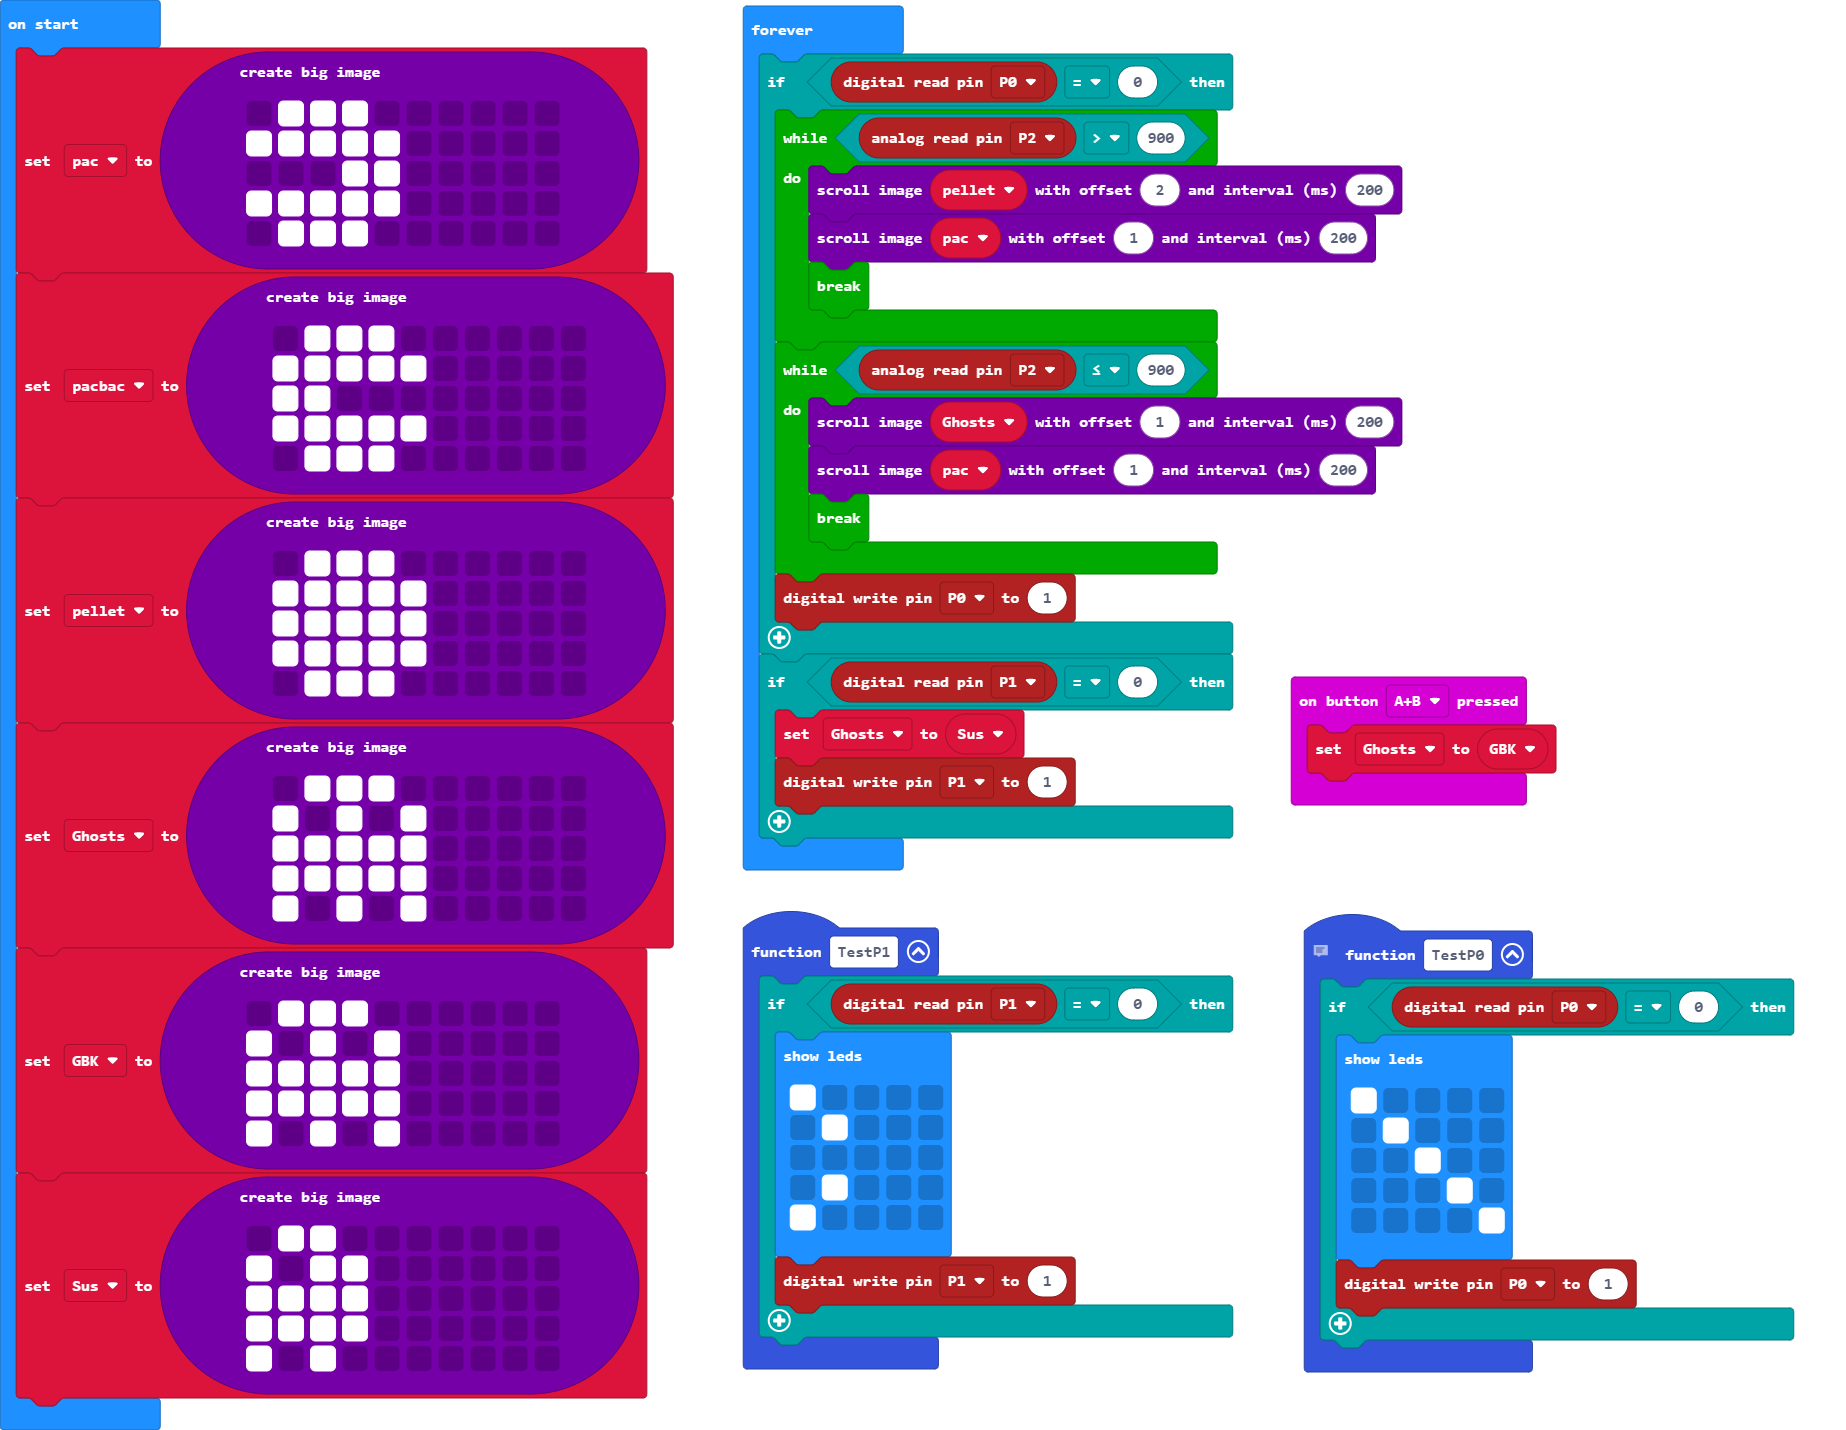 on start
set pac to create big image
set pacbac to create big image
set pellet to create big image
set Ghosts to create big image
set GBK to create big image
set Sus to create big image
forever
if digital read pin P0 = 0 then
while analog read pin P2 > 900
do scroll image pellet with offset 2 and interval (ms) 200
scroll image pac with offset 1 and interval (ms) 200
break
while analog read pin P2 ≤ 900
do scroll image Ghosts with offset 1 and interval (ms) 200
scroll image pac with offset 1 and interval (ms) 200
break
digital write pin P0 to 1
if digital read pin P1 = 0 then
set Ghosts to Sus
digital write pin P1 to 1
on button A+B pressed
set Ghosts to GBK
function TestP1
if digital read pin P1 = 0 then
show leds
digital write pin P1 to 1
function TestP0
if digital read pin P0 = 0 then
show leds
digital write pin P0 to 1